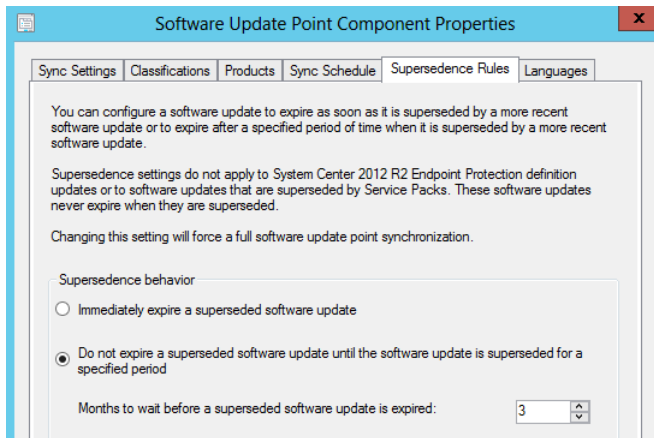 Software Update Point Component Properties
x
Sync Settings Classifications Products Sync Schedule Supersedence Rules Languages
You can configure a software update to expire as soon as it is superseded by a more recent
software update or to expire after a specified period of time when it is superseded by a more recent
software update.
Supersedence settings do not apply to System Center 2012 R2 Endpoint Protection definition
updates or to software updates that are superseded by Service Packs. These software updates
never expire when they are superseded.
Changing this setting will force a full software update point synchronization.
Supersedence behavior
Immediately expire a superseded software update
Do not expire a superseded software update until the software update is superseded for a
specified period
Months to wait before a superseded software update is expired: 3